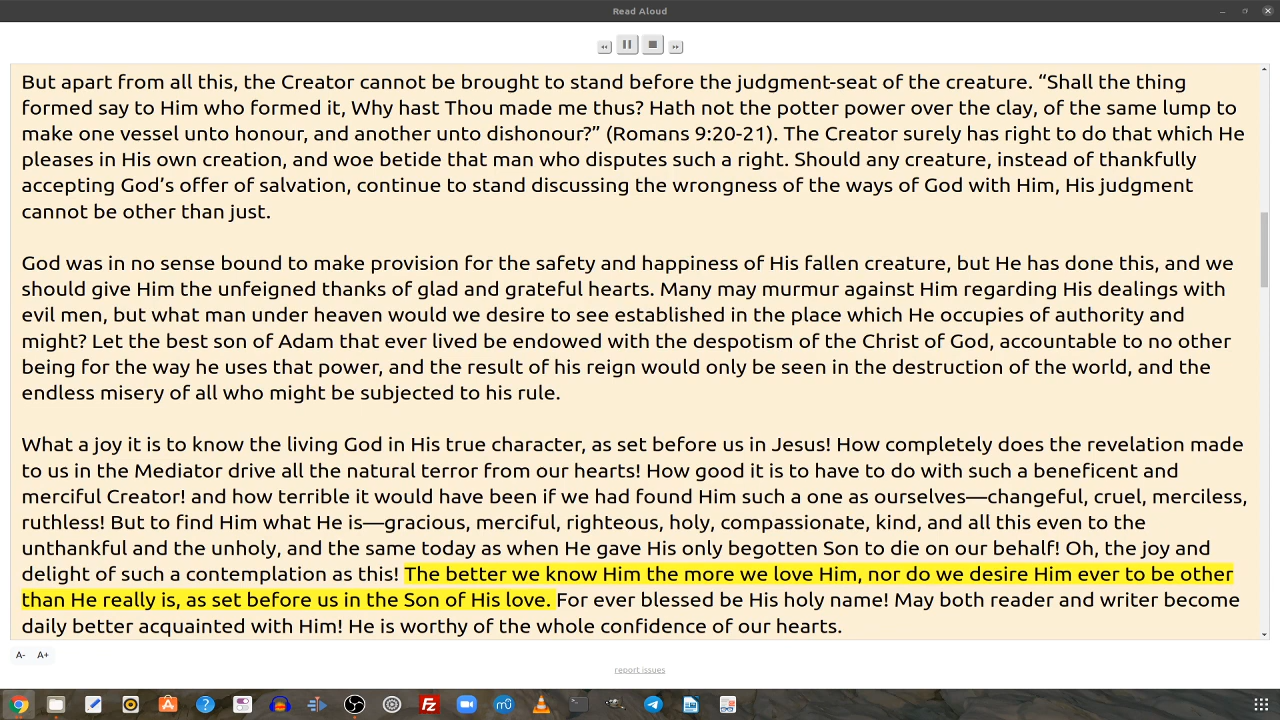 Read Aloud
But apart from all this, the Creator cannot be brought to stand before the judgment-seat of the creature. “Shall the thing
formed say to Him who formed it, Why hast Thou made me thus? Hath not the potter power over the clay, of the same lump to
make one vessel unto honour, and another unto dishonour?” (Romans 9:20-21). The Creator surely has right to do that which He
pleases in His own creation, and woe betide that man who disputes such a right. Should any creature, instead of thankfully
accepting God’s offer of salvation, continue to stand discussing the wrongness of the ways of God with Him, His judgment
cannot be other than just.
God was in no sense bound to make provision for the safety and happiness of His fallen creature, but He has done this, and we
should give Him the unfeigned thanks of glad and grateful hearts. Many may murmur against Him regarding His dealings with
evil men, but what man under heaven would we desire to see established in the place which He occupies of authority and
might? Let the best son of Adam that ever lived be endowed with the despotism of the Christ of God, accountable to no other
being for the way he uses that power, and the result of his reign would only be seen in the destruction of the world, and the
endless misery of all who might be subjected to his rule.
What a joy it is to know the living God in His true character, as set before us in Jesus! How completely does the revelation made
to us in the Mediator drive all the natural terror from our hearts! How good it is to have to do with such a beneficent and
merciful Creator! and how terrible it would have been if we had found Him such a one as ourselves—changeful, cruel, merciless,
ruthless! But to find Him what He is—gracious, merciful, righteous, holy, compassionate, kind, and all this even to the
unthankful and the unholy, and the same today as when He gave His only begotten Son to die on our behalf! Oh, the joy and
delight of such a contemplation as this! The better we know Him the more we love Him, nor do we desire Him ever to be other
than He really is, as set before us in the Son of His love. For ever blessed be His holy name! May both reader and writer become
daily better acquainted with Him! He is worthy of the whole confidence of our hearts.
A- A+
report issues